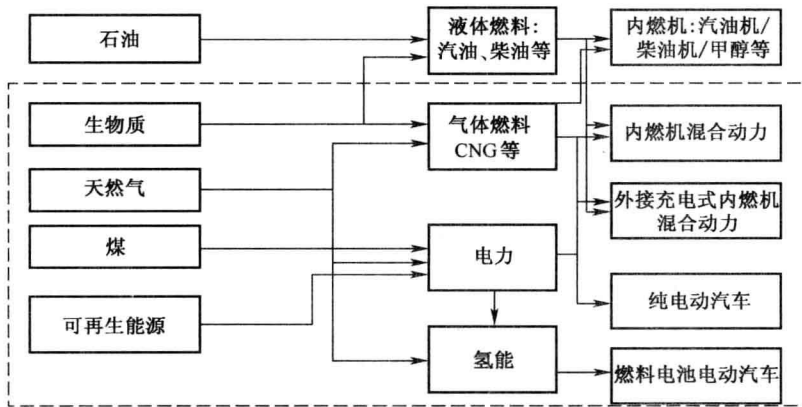 石油
液体燃料:
汽油、柴油等
内燃机:汽油机/
柴油机/甲醇等
生物质
气体燃料
CNG等
内燃机混合动力
天然气
外接充电式内燃机
混合动力
煤
电力
可再生能源
纯电动汽车
氢能
燃料电池电动汽车